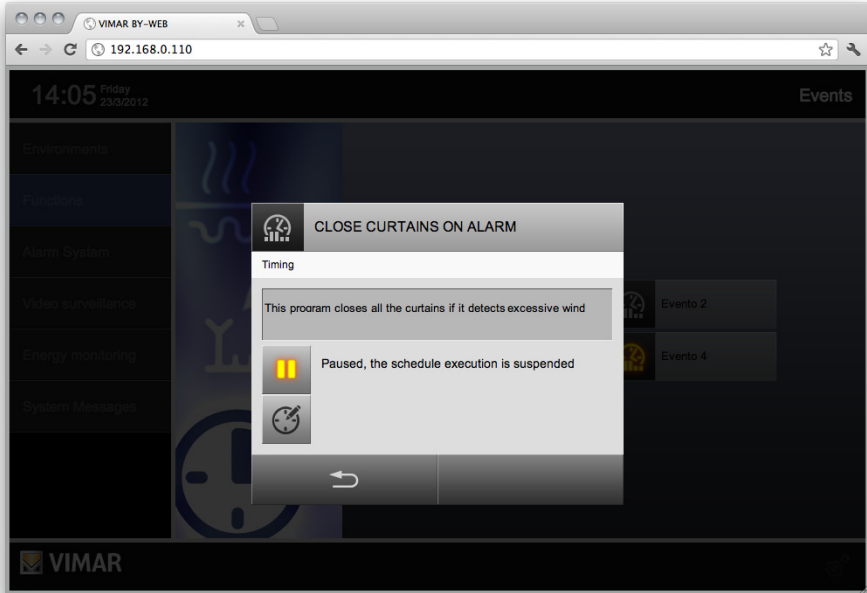 VIMAR BY-WEB
192.168.0.110
14:05 Friday
23/3/2012
Events
Environments
Functions
Alarm System
Video surveillance
Energy monitoring
System Messages
CLOSE CURTAINS ON ALARM
Timing
This program closes all the curtains if it detects excessive wind
Paused, the schedule execution is suspended
Evento 2
Evento 4
VIMAR